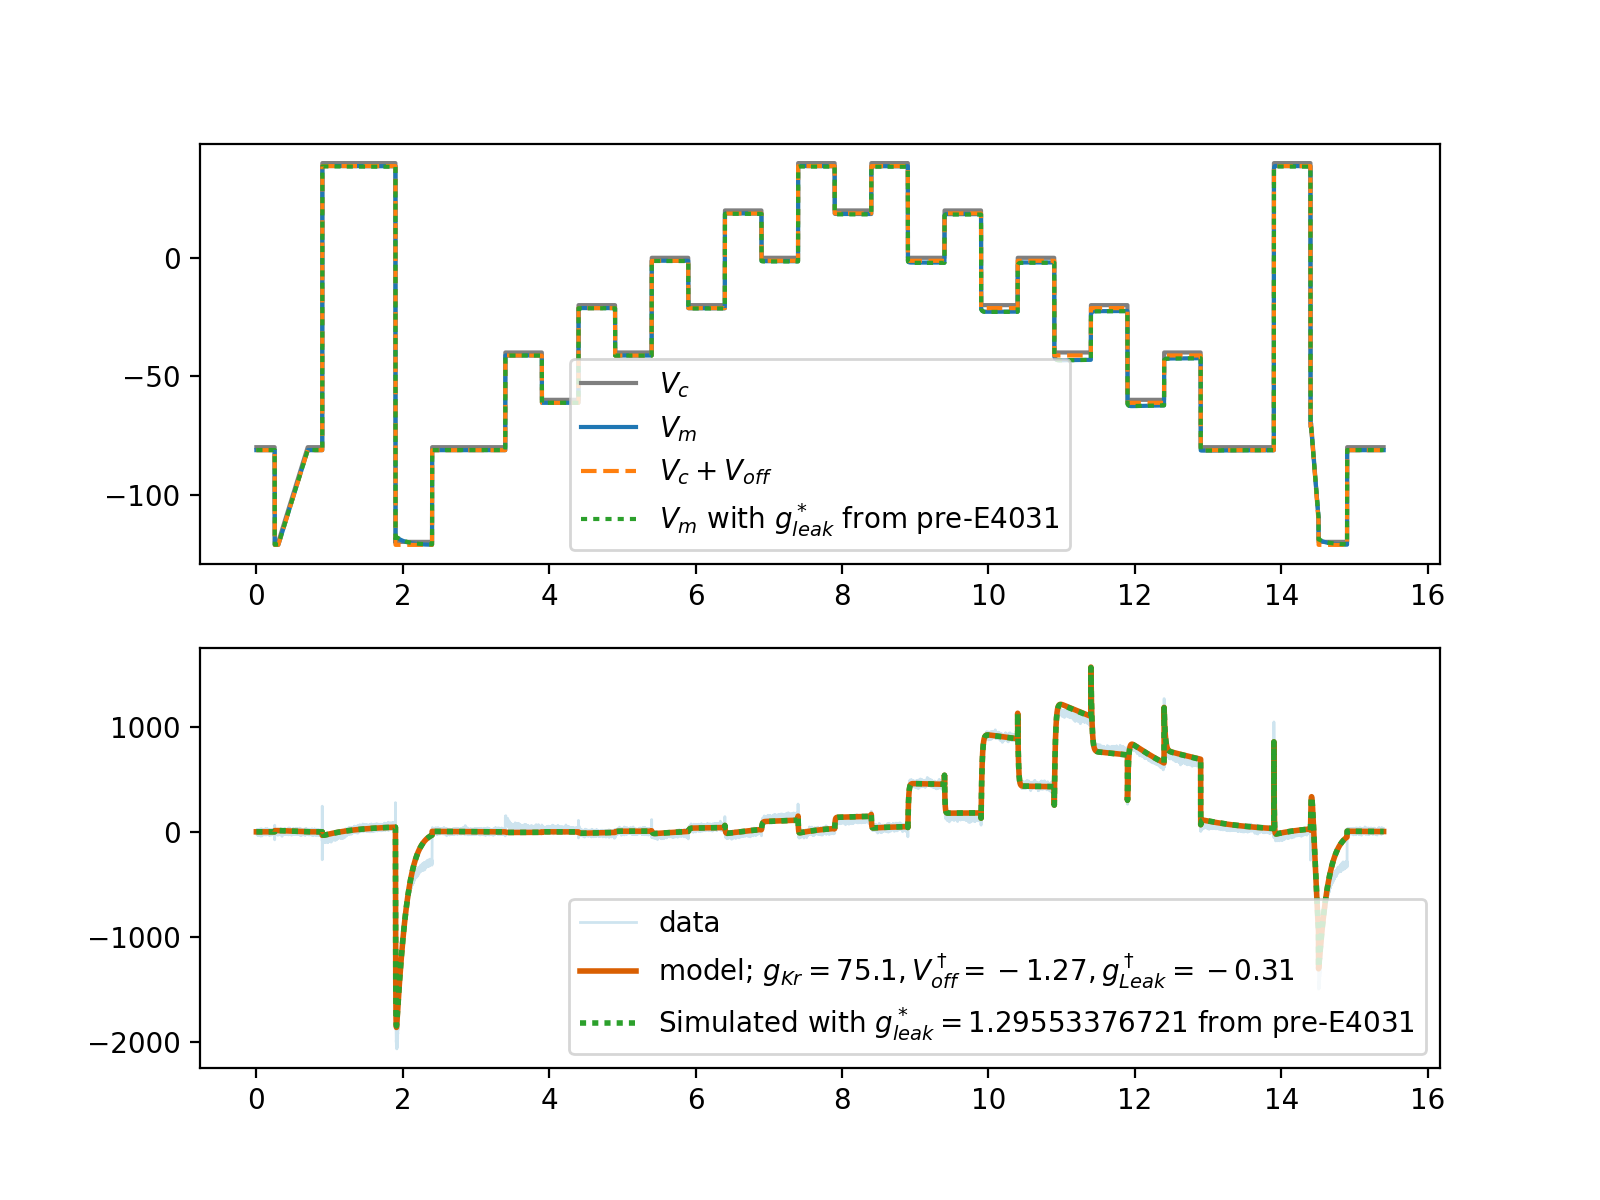 0
−50
−100
V_c
V_m
V_c + V_off
V_m with g*_leak from pre-E4031
0 2 4 6 8 10 12 14 16
1000
0
−1000
−2000
data
model; g_Kr = 75.1, V†_off = −1.27, g†_Leak = −0.31
Simulated with g*_leak = 1.29553376721 from pre-E4031
0 2 4 6 8 10 12 14 16